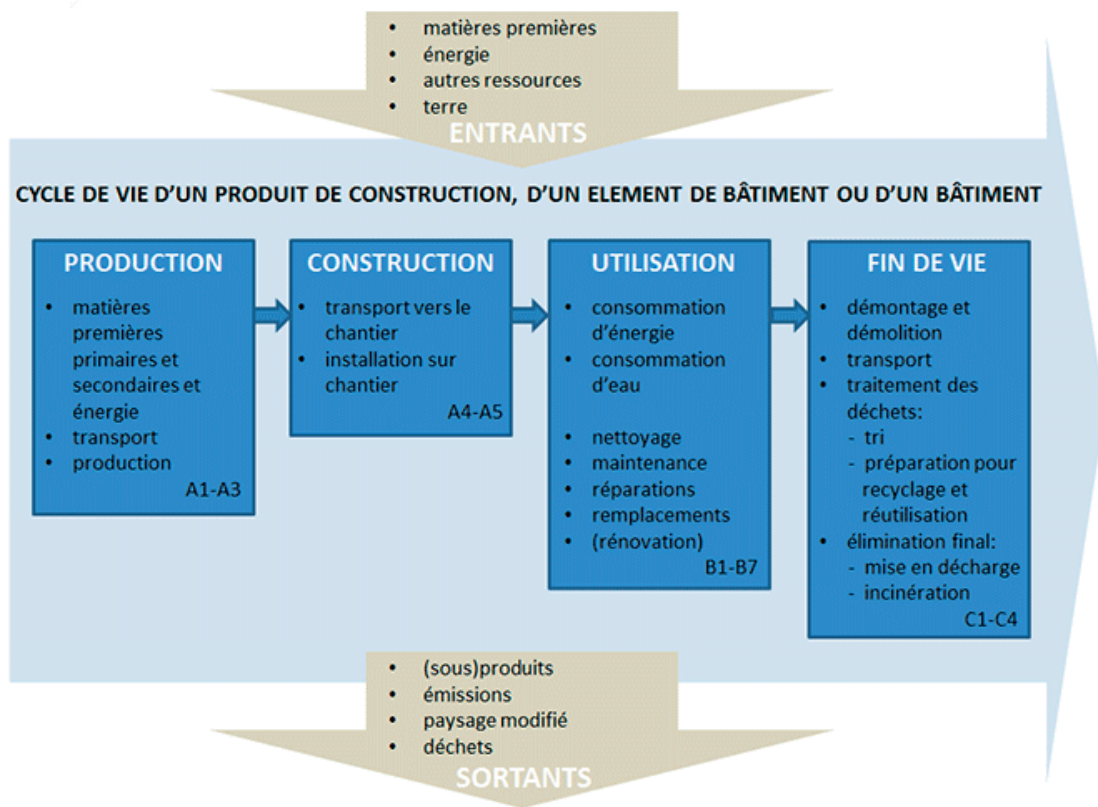 • matières premières
• énergie
• autres ressources
• terre
ENTRANTS
CYCLE DE VIE D’UN PRODUIT DE CONSTRUCTION, D’UN ELEMENT DE BÂTIMENT OU D’UN BÂTIMENT
PRODUCTION
• matières
premières
primaires et
secondaires et
énergie
• transport
• production
A1-A3
CONSTRUCTION
• transport vers le
chantier
• installation sur
chantier
A4-A5
UTILISATION
• consommation
d’énergie
• consommation
d’eau
• nettoyage
• maintenance
• réparations
• remplacements
• (rénovation)
B1-B7
FIN DE VIE
• démontage et
démolition
• transport
• traitement des
déchets:
- tri
- préparation pour
recyclage et
réutilisation
• élimination final:
- mise en décharge
- incinération
C1-C4
• (sous)produits
• émissions
• paysage modifié
• déchets
SORTANTS